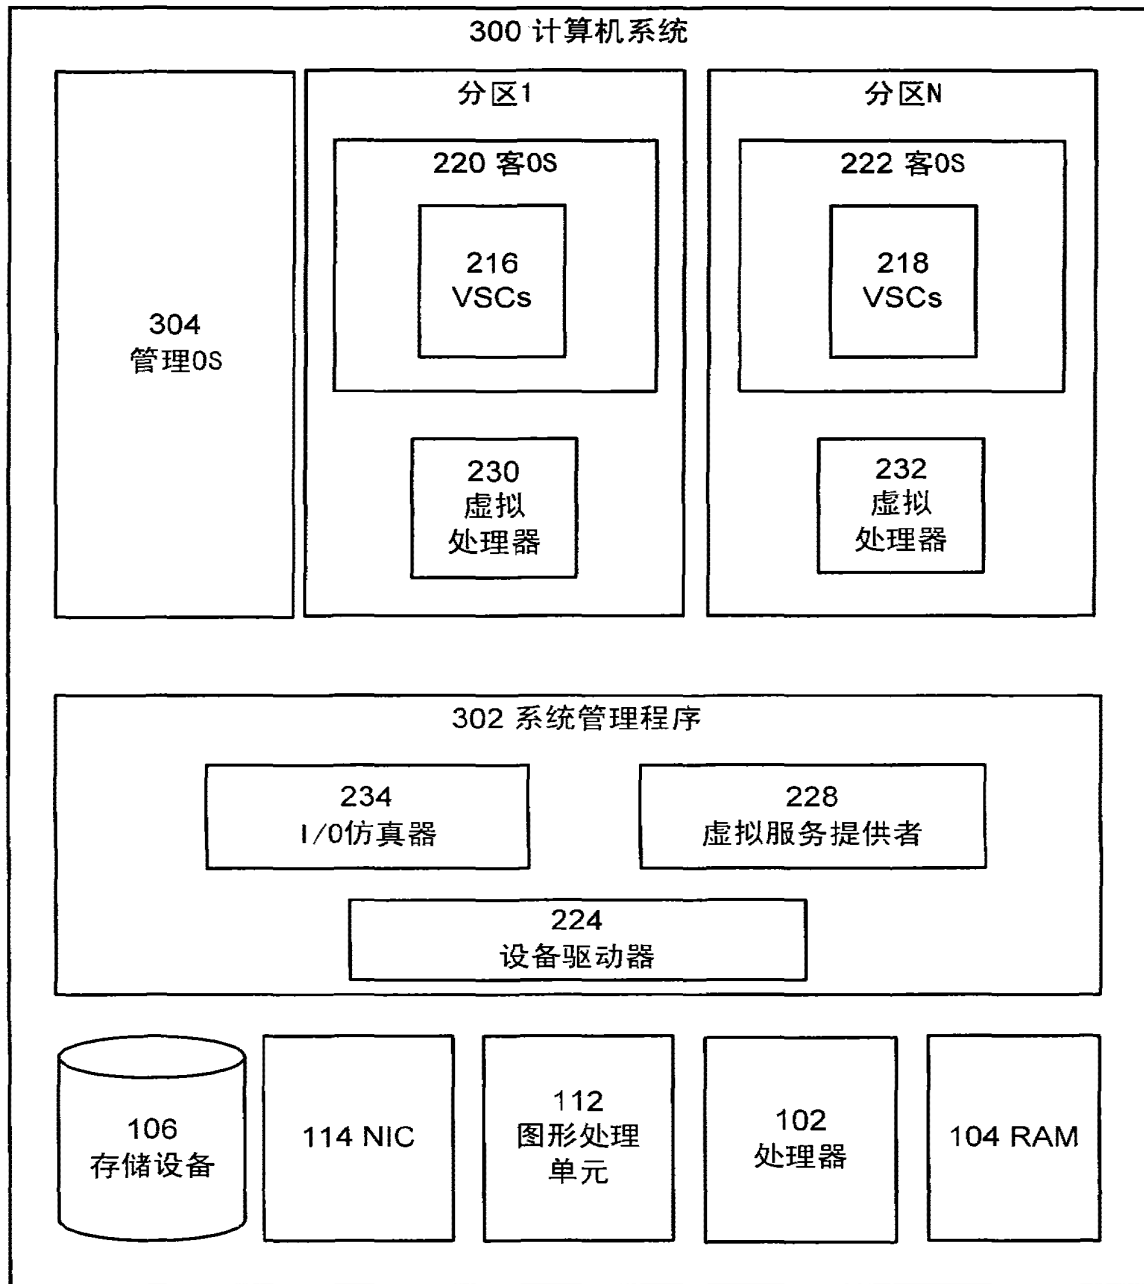 300 计算机系统
304
管理OS
分区1
220 客OS
216
VSCs
230
虚拟
处理器
分区N
222 客OS
218
VSCs
232
虚拟
处理器
302 系统管理程序
234
I/O仿真器
228
虚拟服务提供者
224
设备驱动器
106
存储设备
114 NIC
112
图形处理
单元
102
处理器
104 RAM